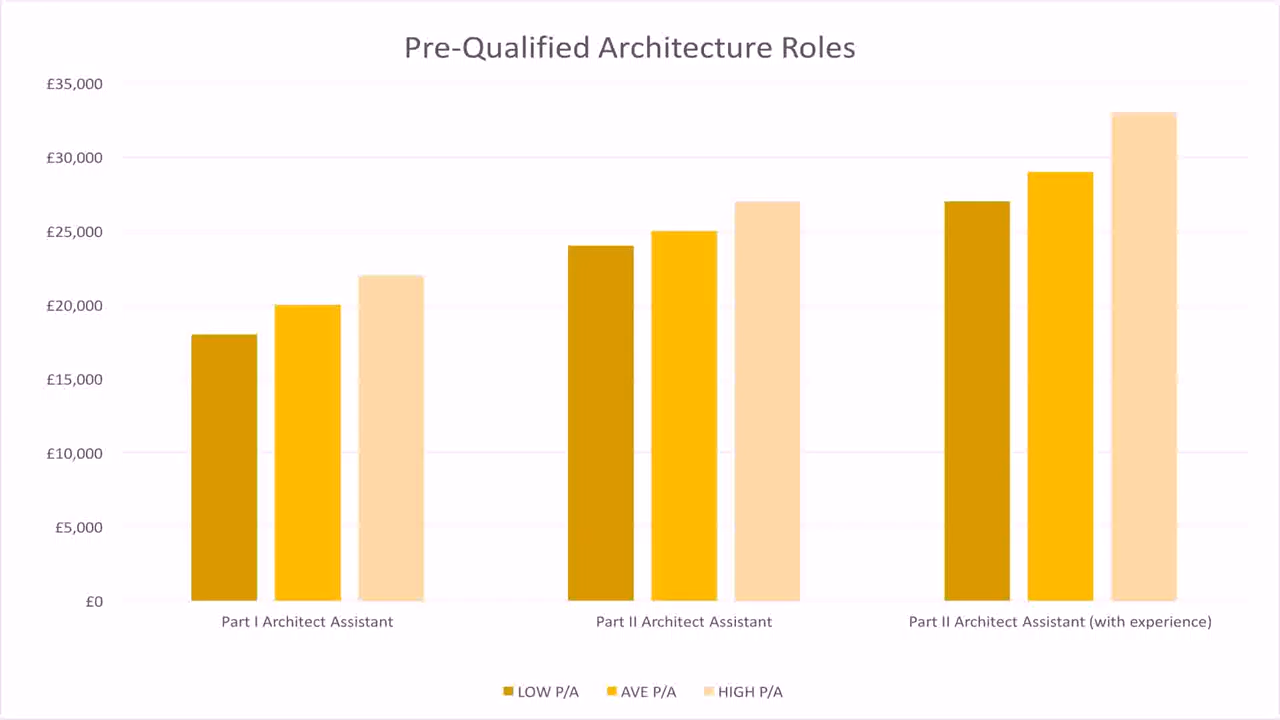 Pre-Qualified Architecture Roles
£35,000
£30,000
£25,000
£20,000
£15,000
£10,000
£5,000
£0
Part I Architect Assistant
Part II Architect Assistant
Part II Architect Assistant (with experience)
LOW P/A
AVE P/A
HIGH P/A